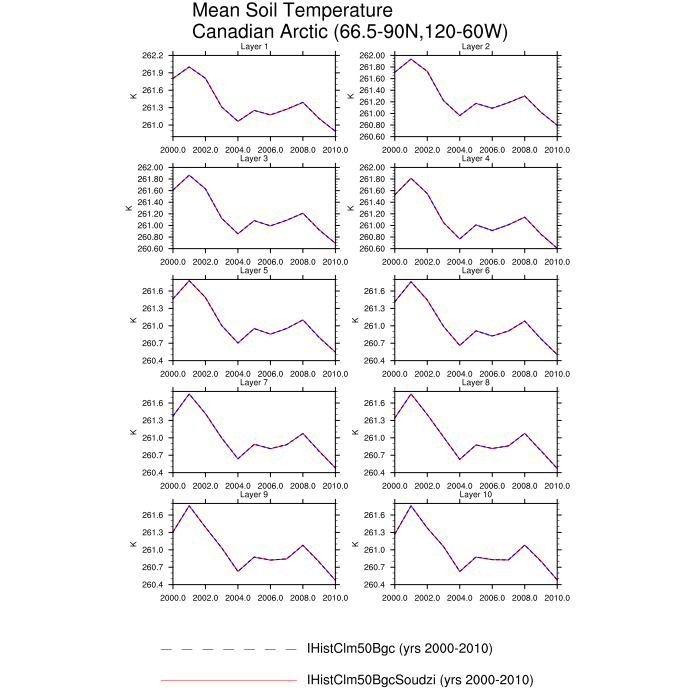 Mean Soil Temperature
Canadian Arctic (66.5-90N,120-60W)
Layer 1
262.2
261.9
261.6
261.3
261.0
K
2000.0 2002.0 2004.0 2006.0 2008.0 2010.0
Layer 2
262.00
261.80
261.60
261.40
261.20
261.00
260.80
260.60
K
2000.0 2002.0 2004.0 2006.0 2008.0 2010.0
Layer 3
262.00
261.80
261.60
261.40
261.20
261.00
260.80
260.60
K
2000.0 2002.0 2004.0 2006.0 2008.0 2010.0
Layer 4
262.00
261.80
261.60
261.40
261.20
261.00
260.80
260.60
K
2000.0 2002.0 2004.0 2006.0 2008.0 2010.0
Layer 5
261.6
261.3
261.0
260.7
260.4
K
2000.0 2002.0 2004.0 2006.0 2008.0 2010.0
Layer 6
261.6
261.3
261.0
260.7
260.4
K
2000.0 2002.0 2004.0 2006.0 2008.0 2010.0
Layer 7
261.6
261.3
261.0
260.7
260.4
K
2000.0 2002.0 2004.0 2006.0 2008.0 2010.0
Layer 8
261.6
261.3
261.0
260.7
260.4
K
2000.0 2002.0 2004.0 2006.0 2008.0 2010.0
Layer 9
261.6
261.3
261.0
260.7
260.4
K
2000.0 2002.0 2004.0 2006.0 2008.0 2010.0
Layer 10
261.6
261.3
261.0
260.7
260.4
K
2000.0 2002.0 2004.0 2006.0 2008.0 2010.0
IHistClm50Bgc (yrs 2000-2010)
IHistClm50BgcSoudzi (yrs 2000-2010)